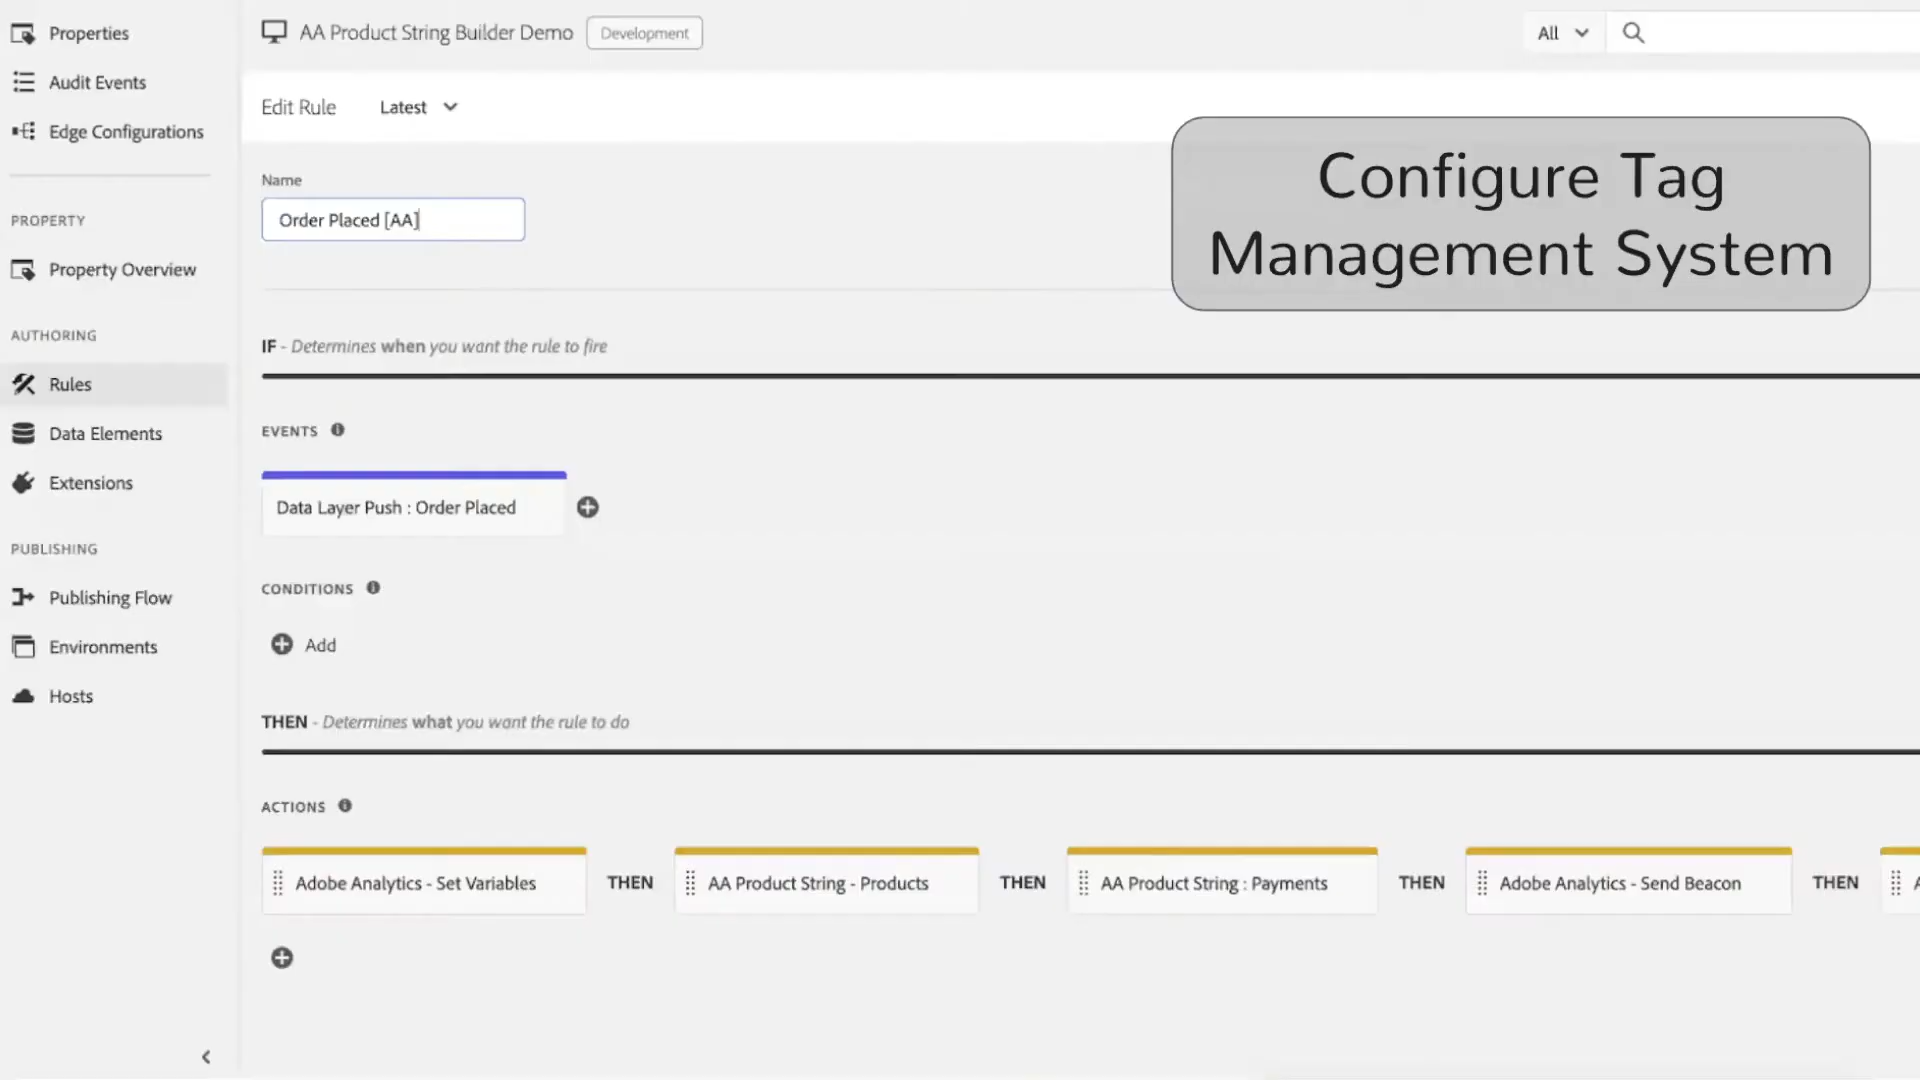 Properties
Audit Events
Edge Configurations
PROPERTY
Property Overview
AUTHORING
Rules
Data Elements
Extensions
PUBLISHING
Publishing Flow
Environments
Hosts
AA Product String Builder Demo
Development
All
Edit Rule
Latest
Configure Tag
Management System
Name
Order Placed [AA]
IF - Determines when you want the rule to fire
EVENTS
Data Layer Push : Order Placed
CONDITIONS
Add
THEN - Determines what you want the rule to do
ACTIONS
Adobe Analytics - Set Variables
THEN
AA Product String - Products
THEN
AA Product String : Payments
THEN
Adobe Analytics - Send Beacon
THEN